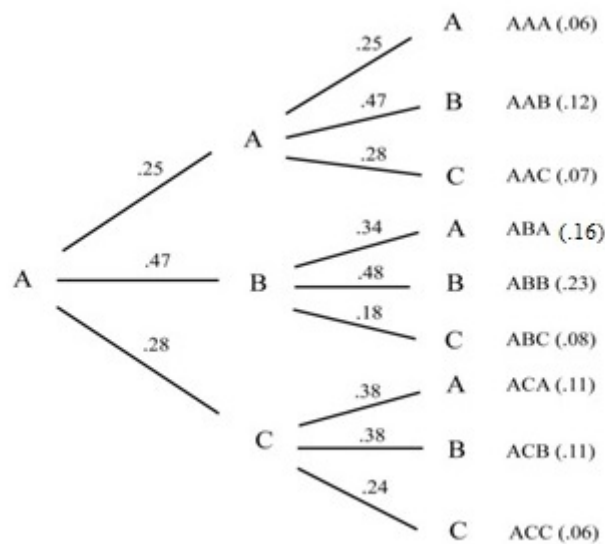 .25 A AAA (.06)
.47 B AAB (.12)
A
.28 C AAC (.07)
.25
.34 A ABA (.16)
A .47 B .48 B ABB (.23)
.18 C ABC (.08)
.28
.38 A ACA (.11)
C .38 B ACB (.11)
.24
C ACC (.06)